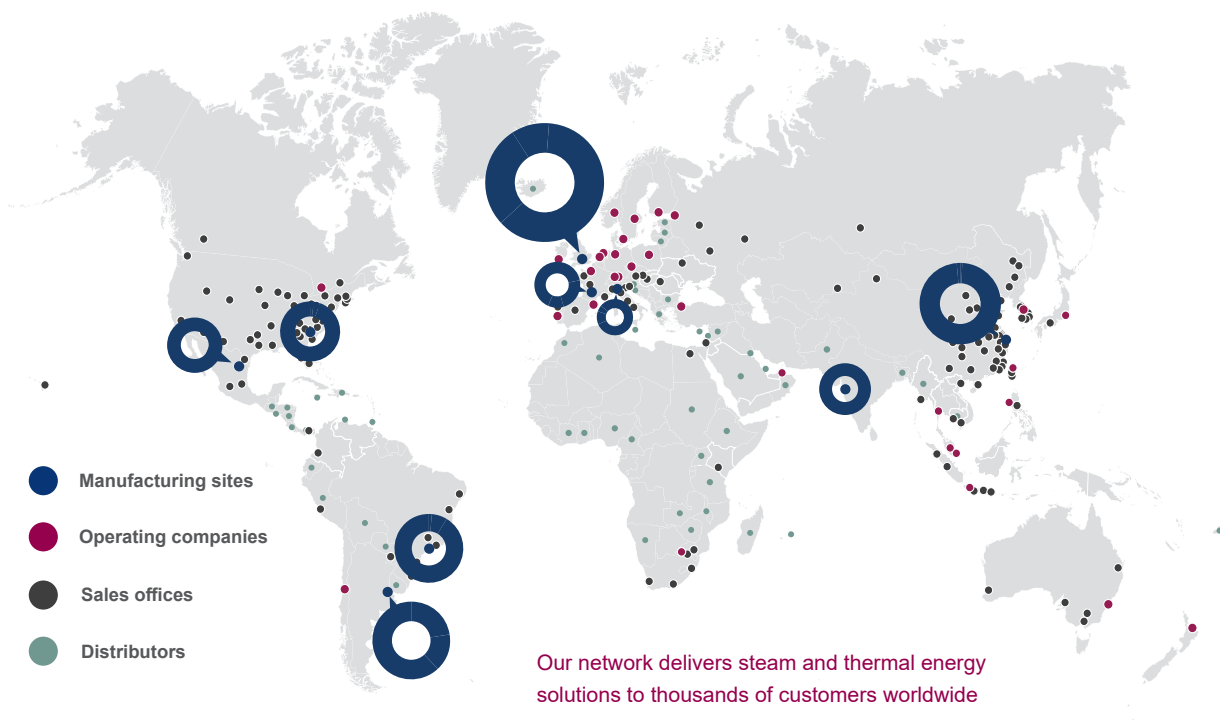 Manufacturing sites
Operating companies
Sales offices
Distributors
Our network delivers steam and thermal energy
solutions to thousands of customers worldwide